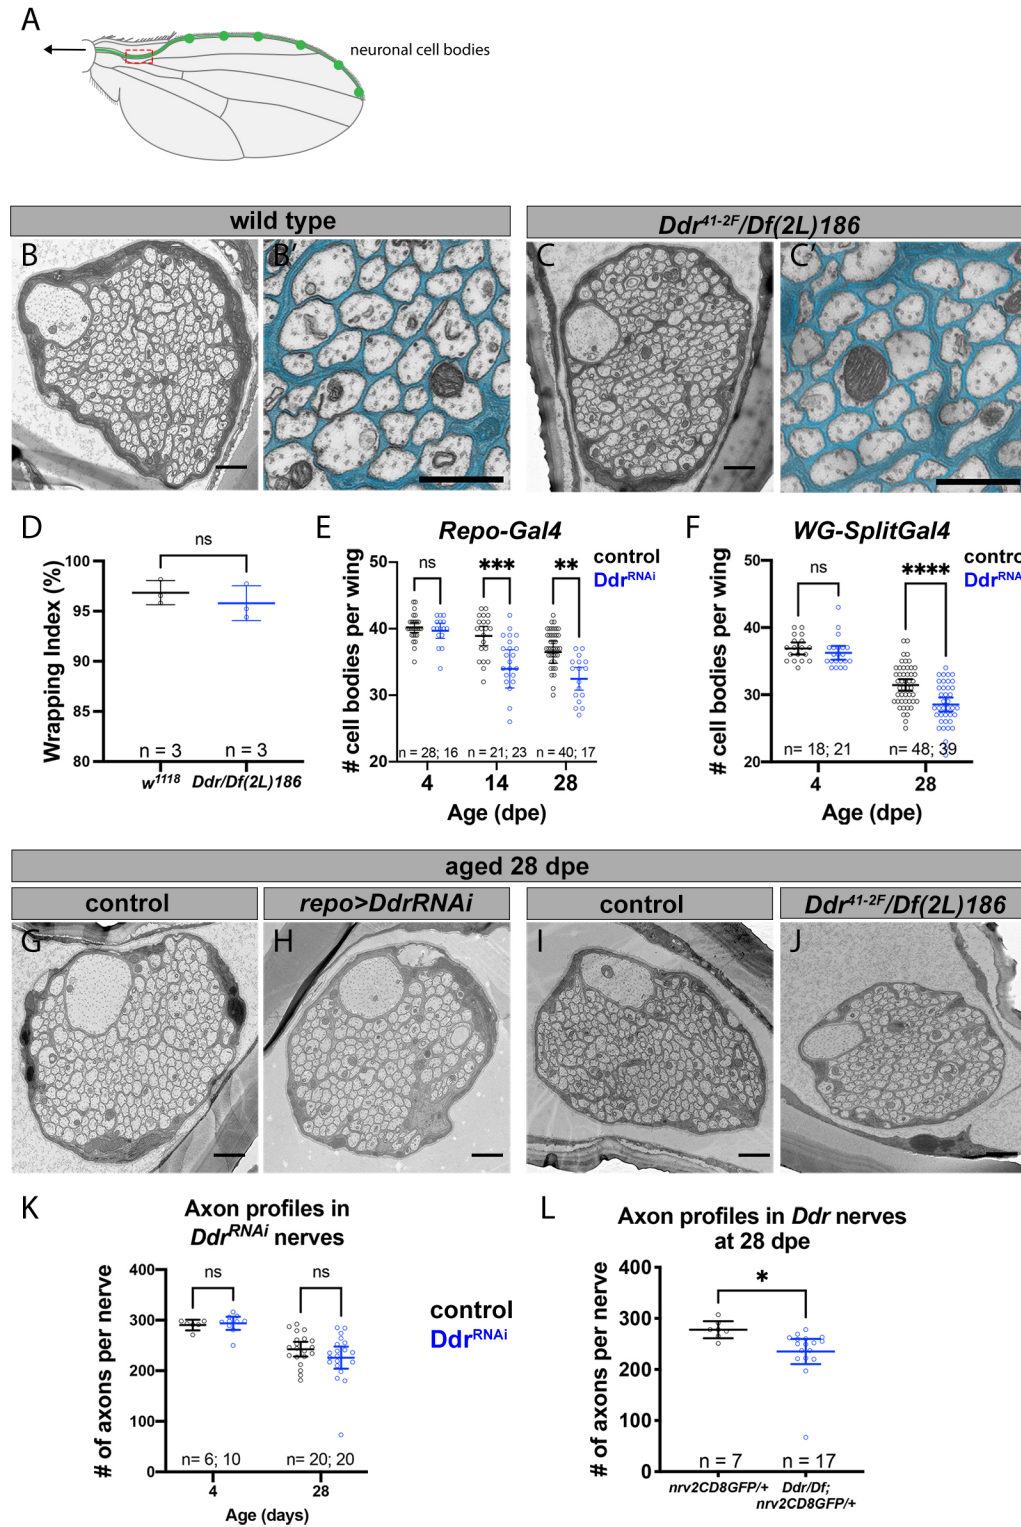 A
neuronal cell bodies
wild type
Ddr41-2F/Df(2L)186
B
B'
C
C'
D
Wrapping Index (%)
100
95
90
85
80
ns
n = 3
n = 3
w1118
Ddr/Df(2L)186
E
Repo-Gal4
# cell bodies per wing
50
40
30
20
control
DdrRNAi
ns
***
**
n = 28; 16
n = 21; 23
n = 40; 17
4
14
28
Age (dpe)
F
WG-SplitGal4
# cell bodies per wing
50
40
30
20
contro
DdrRNA
ns
****
n= 18; 21
n= 48; 39
4
28
Age (dpe)
aged 28 dpe
control
repo>DdrRNAi
control
Ddr41-2F/Df(2L)186
G
H
I
J
K
Axon profiles in
DdrRNAi nerves
# of axons per nerve
400
300
200
100
0
ns
ns
n= 6; 10
n= 20; 20
4
28
Age (days)
control
DdrRNAi
L
Axon profiles in Ddr nerves
at 28 dpe
# of axons per nerve
400
300
200
100
0
*
n = 7
n = 17
nrv2CD8GFP/+
Ddr/Df;
nrv2CD8GFP/+